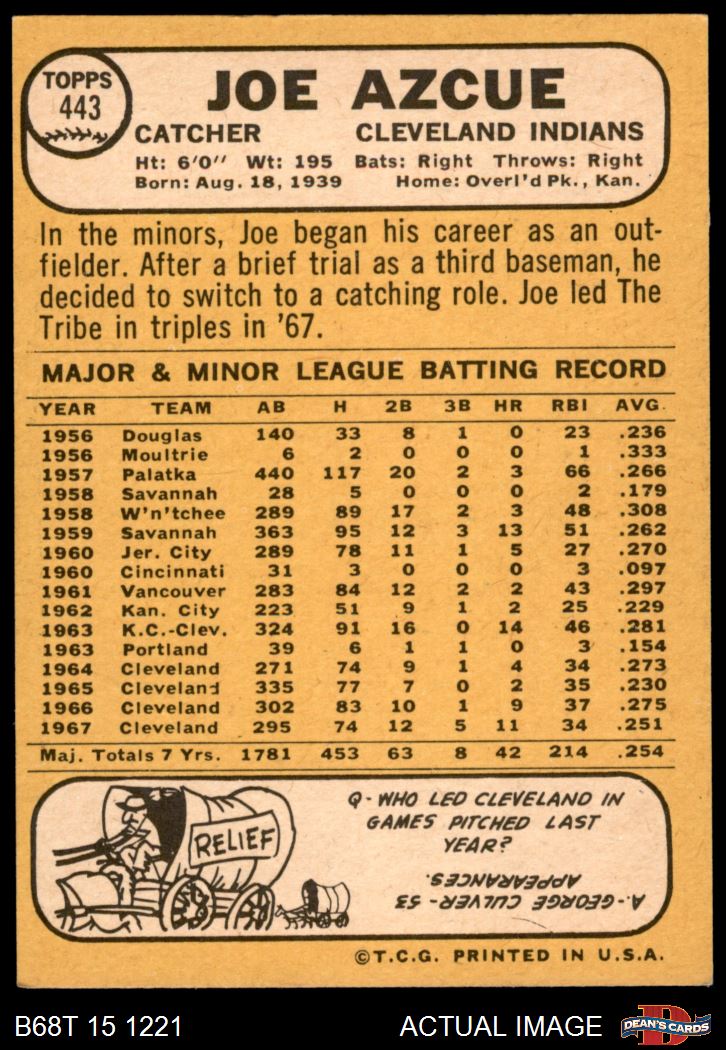 TOPPS
443
JOE AZCUE
CATCHER CLEVELAND INDIANS
Ht: 6'0" Wt: 195 Bats: Right Throws: Right
Born: Aug. 18, 1939 Home: Overl'd Pk., Kan.
In the minors, Joe began his career as an out-
fielder. After a brief trial as a third baseman, he
decided to switch to a catching role. Joe led The
Tribe in triples in '67.
MAJOR & MINOR LEAGUE BATTING RECORD
YEAR TEAM AB H 2B 3B HR RBI AVG.
1956 Douglas 140 33 8 1 0 23 .236
1956 Moultrie 6 2 0 0 0 1 .333
1957 Palatka 440 117 20 2 3 66 .266
1958 Savannah 28 5 0 0 0 2 .179
1958 W'n'tchee 289 89 17 2 3 48 .308
1959 Savannah 363 95 12 3 13 51 .262
1960 Jer. City 289 78 11 1 5 27 .270
1960 Cincinnati 31 3 0 0 0 3 .097
1961 Vancouver 283 84 12 2 2 43 .297
1962 Kan. City 223 51 9 1 2 25 .229
1963 K.C.-Clev. 324 91 16 0 14 46 .281
1963 Portland 39 6 1 1 0 3 .154
1964 Cleveland 271 74 9 1 4 34 .273
1965 Cleveland 335 77 7 0 2 35 .230
1966 Cleveland 302 83 10 1 9 37 .275
1967 Cleveland 295 74 12 5 11 34 .251
Maj. Totals 7 Yrs. 1781 453 63 8 42 214 .254
RELIEF
Q-WHO LED CLEVELAND IN
GAMES PITCHED LAST
YEAR?
A.-GEORGE CULVER-53
APPEARANCES.
©T.C.G. PRINTED IN U.S.A.
B68T 15 1221 ACTUAL IMAGE
D
DEAN'S CARDS